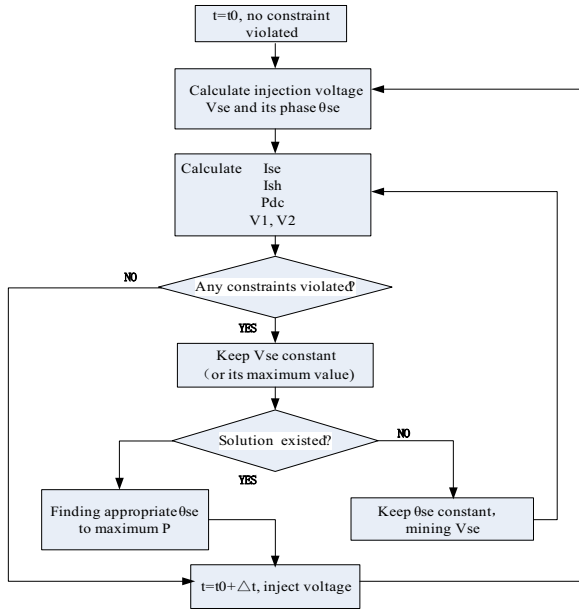 t=t0, no constraint
violated
Calculate injection voltage
Vse and its phase θse
Calculate Ise
Ish
Pdc
V1, V2
NO
Any constraints violated?
YES
Keep Vse constant
（or its maximum value)
Solution existed?
NO
YES
Finding appropriate θse
to maximum P
Keep θse constant,
mining Vse
t=t0+△t, inject voltage